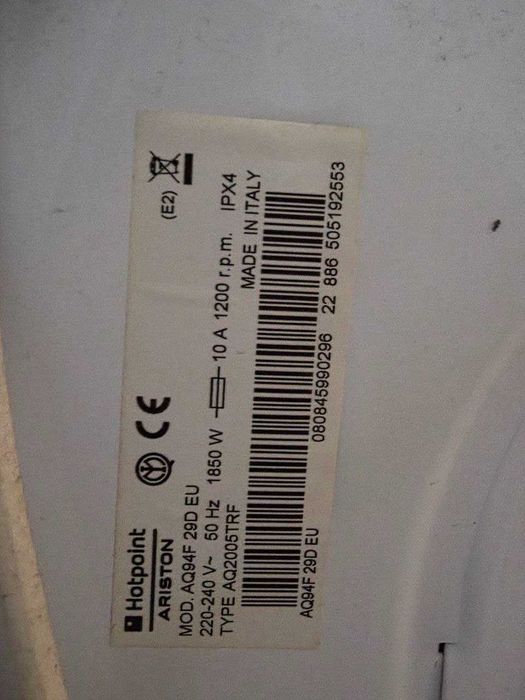 Hotpoint
ARISTON
CE
(E2)
MOD. AQ94F 29D EU
220-240 V~ 50 Hz 1850 W 10 A 1200 r.p.m. IPX4
TYPE AQ2005TRF MADE IN ITALY
AQ94F 29D EU 080845990296 22 886 505192553